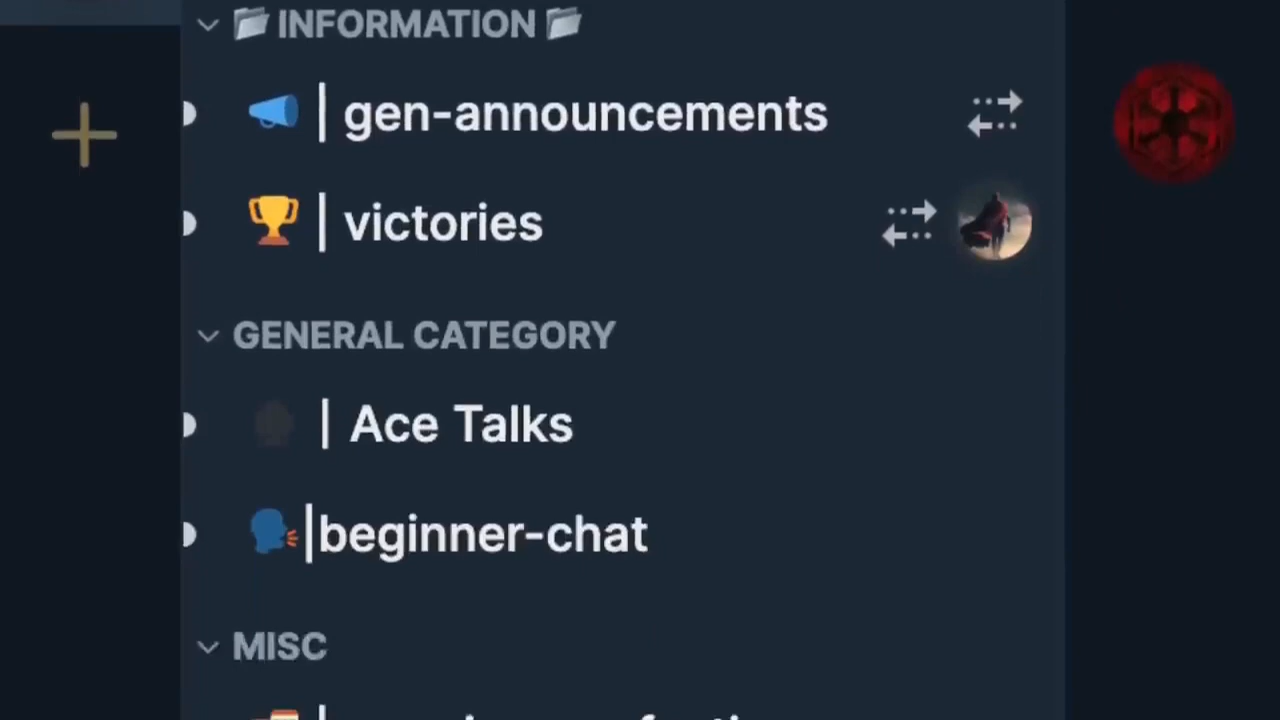 INFORMATION
| gen-announcements
| victories
GENERAL CATEGORY
| Ace Talks
|beginner-chat
MISC